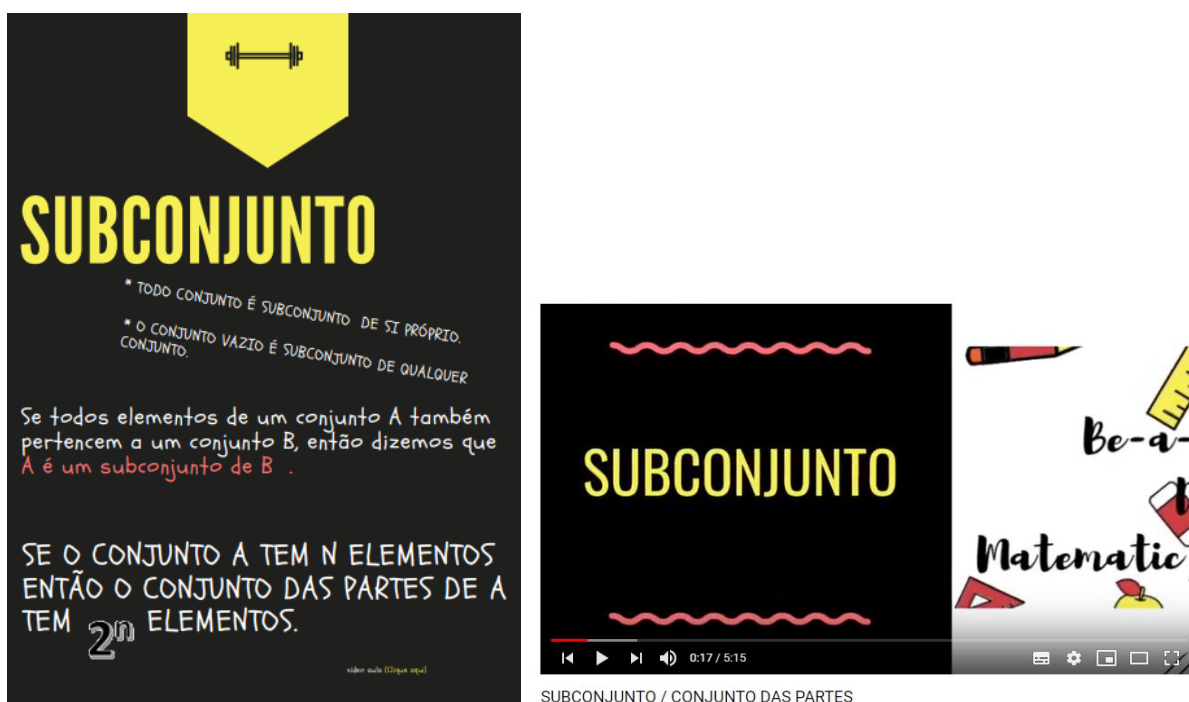 SUBCONJUNTO
* TODO CONJUNTO É SUBCONJUNTO DE SI PRÓPRIO.
* O CONJUNTO VAZIO É SUBCONJUNTO DE QUALQUER
CONJUNTO.
Se todos elementos de um conjunto A também
pertencem a um conjunto B, então dizemos que
A é um subconjunto de B .
SE O CONJUNTO A TEM N ELEMENTOS
ENTÃO O CONJUNTO DAS PARTES DE A
TEM 2ⁿ ELEMENTOS.
vídeo aula (Clique aqui)
SUBCONJUNTO
Be-a-
Matematic
0:17 / 5:15
SUBCONJUNTO / CONJUNTO DAS PARTES